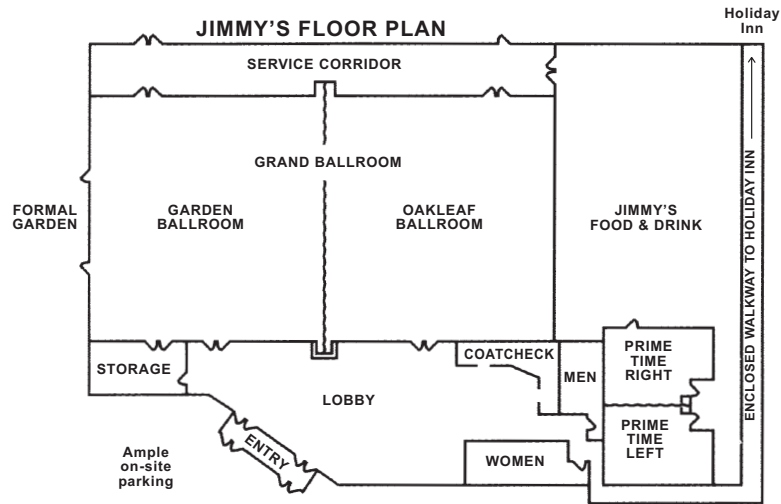 Holiday
Inn
JIMMY'S FLOOR PLAN
SERVICE CORRIDOR
GRAND BALLROOM
FORMAL
GARDEN
GARDEN
BALLROOM
OAKLEAF
BALLROOM
JIMMY'S
FOOD & DRINK
ENCLOSED WALKWAY TO HOLIDAY INN
STORAGE
COATCHECK
MEN
PRIME
TIME
RIGHT
LOBBY
PRIME
TIME
LEFT
ENTRY
WOMEN
Ample
on-site
parking